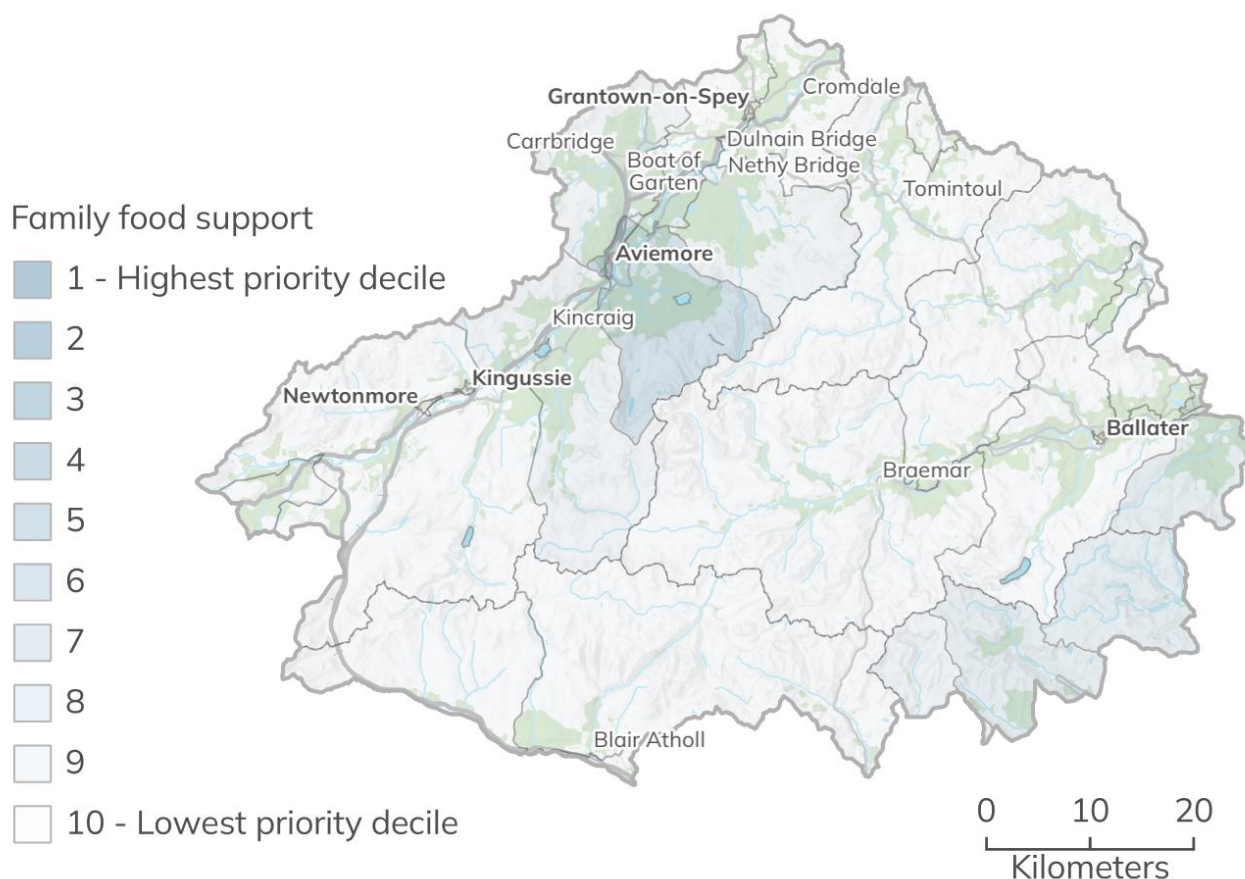 Grantown-on-Spey
Cromdale
Carrbridge
Dulnain Bridge
Boat of
Garten
Nethy Bridge
Tomintoul
Aviemore
Kincraig
Kingussie
Newtonmore
Ballater
Braemar
Blair Atholl
Family food support
1 - Highest priority decile
2
3
4
5
6
7
8
9
10 - Lowest priority decile
0 10 20
Kilometers